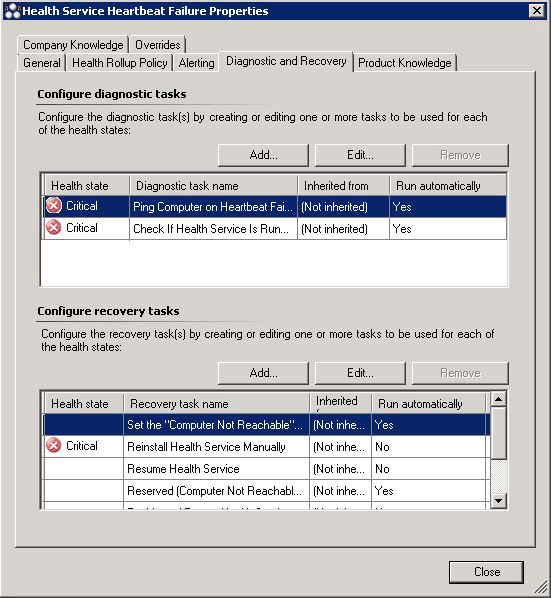 Health Service Heartbeat Failure Properties
Company Knowledge Overrides
General Health Rollup Policy Alerting Diagnostic and Recovery Product Knowledge
Configure diagnostic tasks
Configure the diagnostic task(s) by creating or editing one or more tasks to be used for each
of the health states:
Add... Edit... Remove
Health state Diagnostic task name Inherited from Run automatically
Critical Ping Computer on Heartbeat Fai... (Not inherited) Yes
Critical Check If Health Service Is Run... (Not inherited) Yes
Configure recovery tasks
Configure the recovery task(s) by creating or editing one or more tasks to be used for each of
the health states:
Add... Edit... Remove
Health state Recovery task name Inherited Run automatically
Set the "Computer Not Reachable"... (Not inhe... Yes
Critical Reinstall Health Service Manually (Not inhe... No
Resume Health Service (Not inhe... No
Reserved (Computer Not Reachabl... (Not inhe... Yes
Close